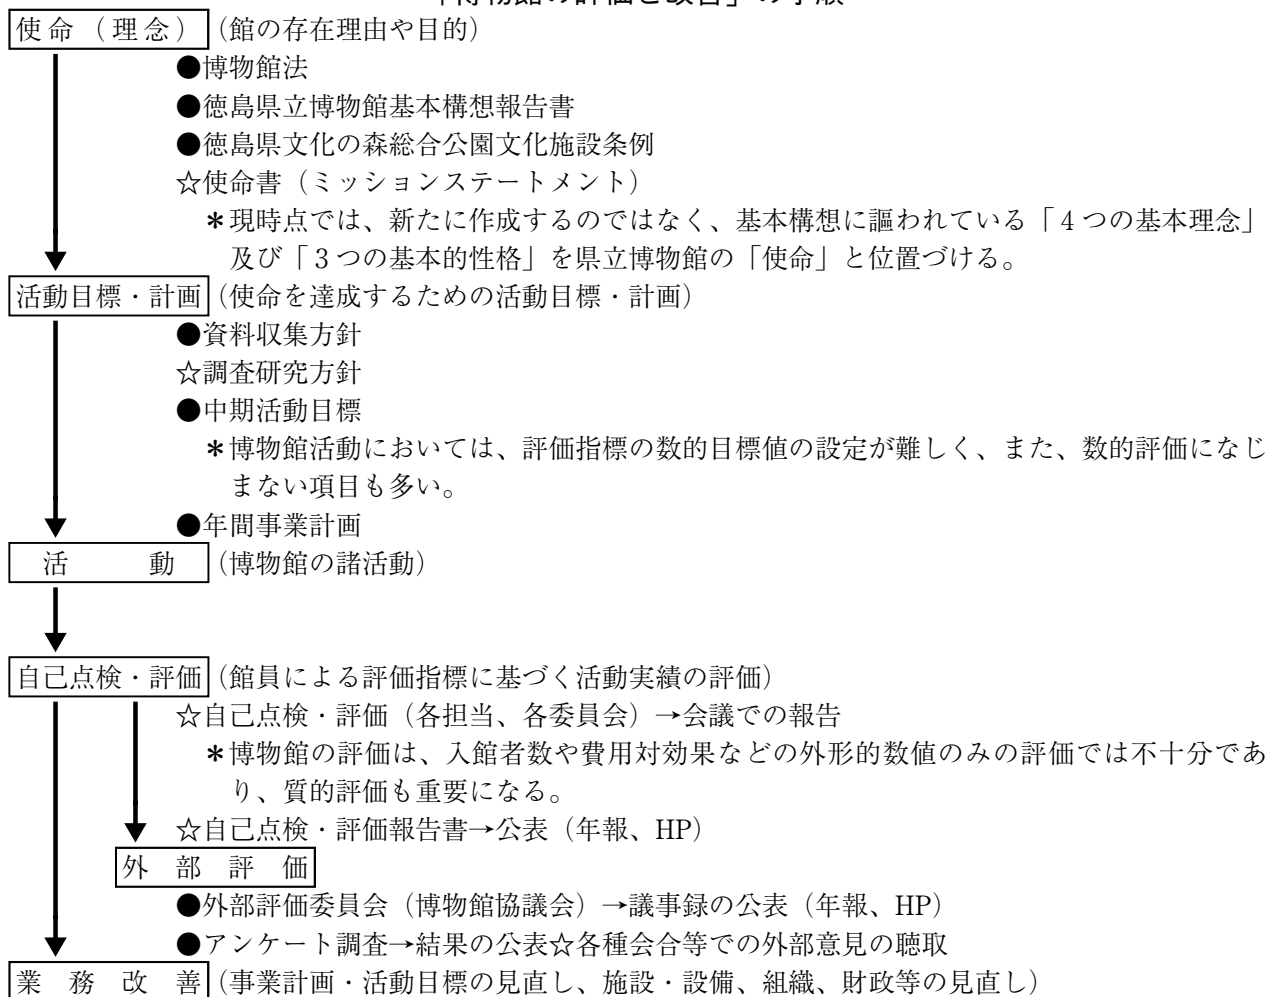 「博物館の評価と改善」の手順
使命（理念）（館の存在理由や目的）
●博物館法
●徳島県立博物館基本構想報告書
●徳島県文化の森総合公園文化施設条例
☆使命書（ミッションステートメント）
＊現時点では、新たに作成するのではなく、基本構想に謳われている「４つの基本理念」
及び「３つの基本的性格」を県立博物館の「使命」と位置づける。
活動目標・計画（使命を達成するための活動目標・計画）
●資料収集方針
☆調査研究方針
●中期活動目標
＊博物館活動においては、評価指標の数的目標値の設定が難しく、また、数的評価になじ
まない項目も多い。
●年間事業計画
活　　動（博物館の諸活動）
自己点検・評価（館員による評価指標に基づく活動実績の評価）
☆自己点検・評価（各担当、各委員会）→会議での報告
＊博物館の評価は、入館者数や費用対効果などの外形的数値のみの評価では不十分であ
り、質的評価も重要になる。
☆自己点検・評価報告書→公表（年報、HP）
外　部　評　価
●外部評価委員会（博物館協議会）→議事録の公表（年報、HP）
●アンケート調査→結果の公表☆各種会合等での外部意見の聴取
業　務　改　善（事業計画・活動目標の見直し、施設・設備、組織、財政等の見直し）